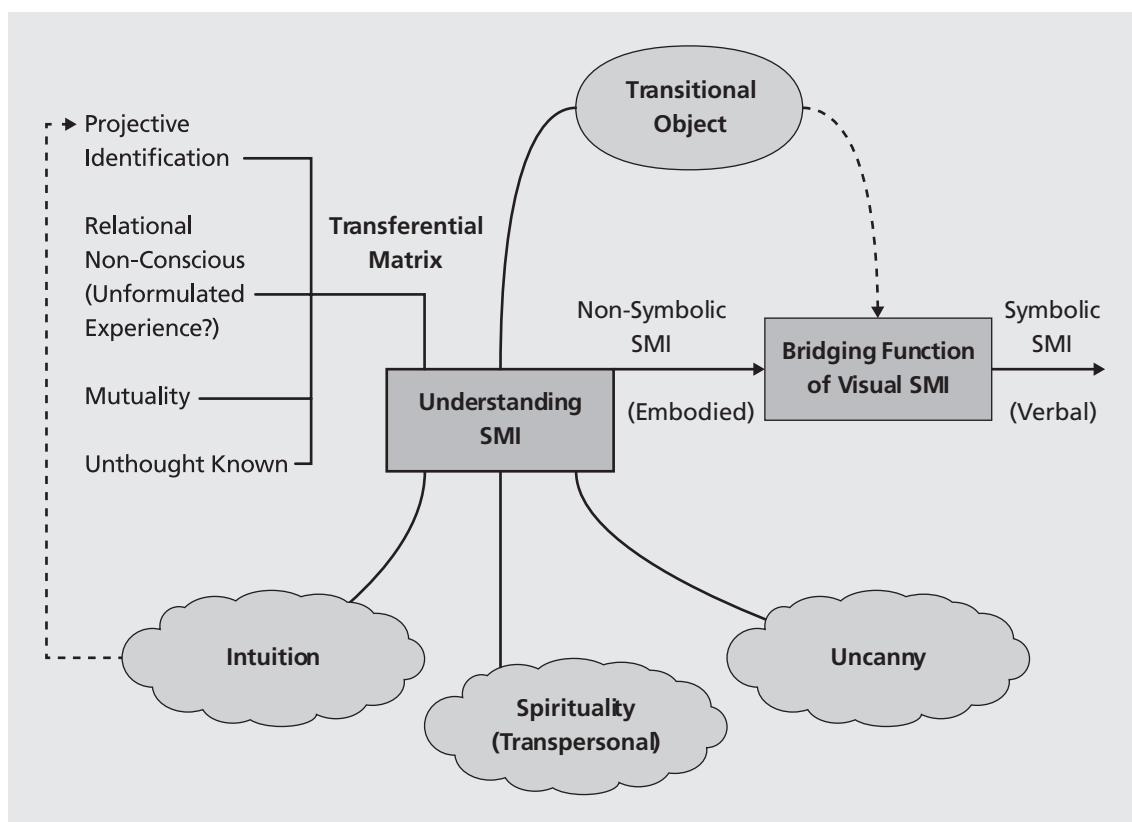 Transitional
Object
Projective
Identification
Relational
Non-Conscious
(Unformulated
Experience?)
Mutuality
Unthought Known
Transferential
Matrix
Understanding
SMI
Non-Symbolic
SMI
(Embodied)
Bridging Function
of Visual SMI
Symbolic
SMI
(Verbal)
Intuition
Spirituality
(Transpersonal)
Uncanny